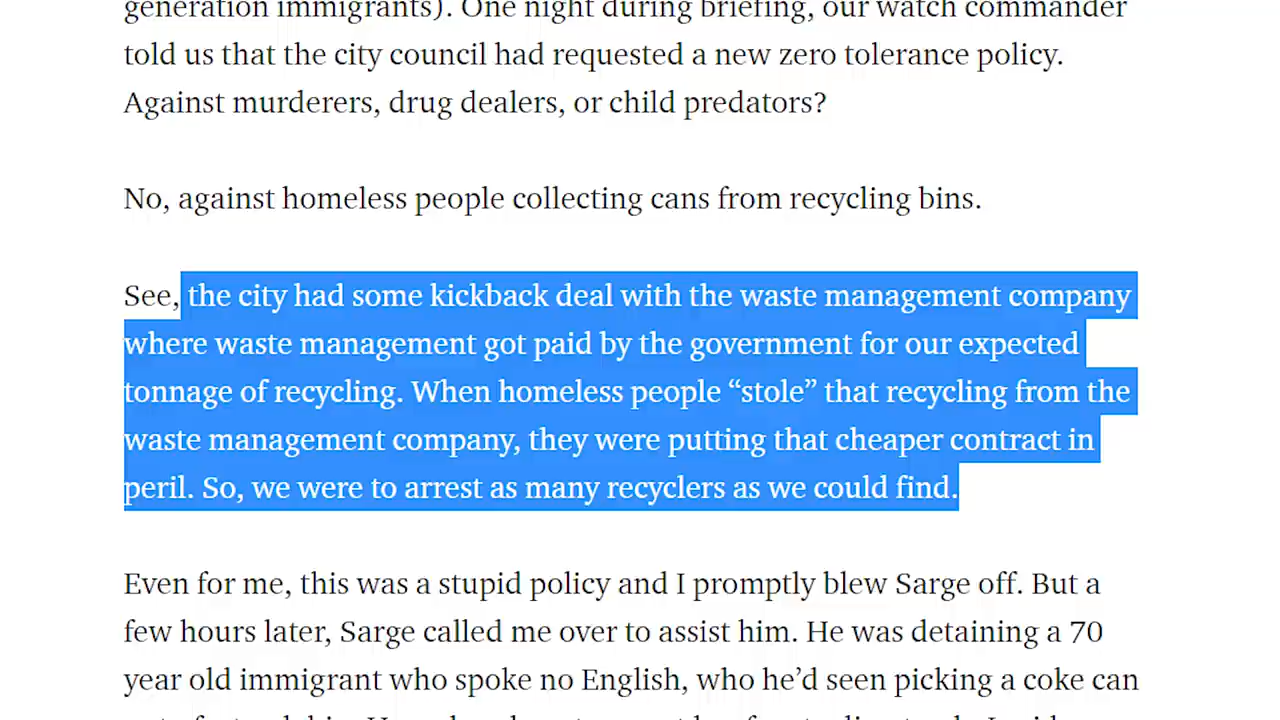 generation immigrants). One night during briefing, our watch commander
told us that the city council had requested a new zero tolerance policy.
Against murderers, drug dealers, or child predators?
No, against homeless people collecting cans from recycling bins.
See, the city had some kickback deal with the waste management company
where waste management got paid by the government for our expected
tonnage of recycling. When homeless people “stole” that recycling from the
waste management company, they were putting that cheaper contract in
peril. So, we were to arrest as many recyclers as we could find.
Even for me, this was a stupid policy and I promptly blew Sarge off. But a
few hours later, Sarge called me over to assist him. He was detaining a 70
year old immigrant who spoke no English, who he’d seen picking a coke can